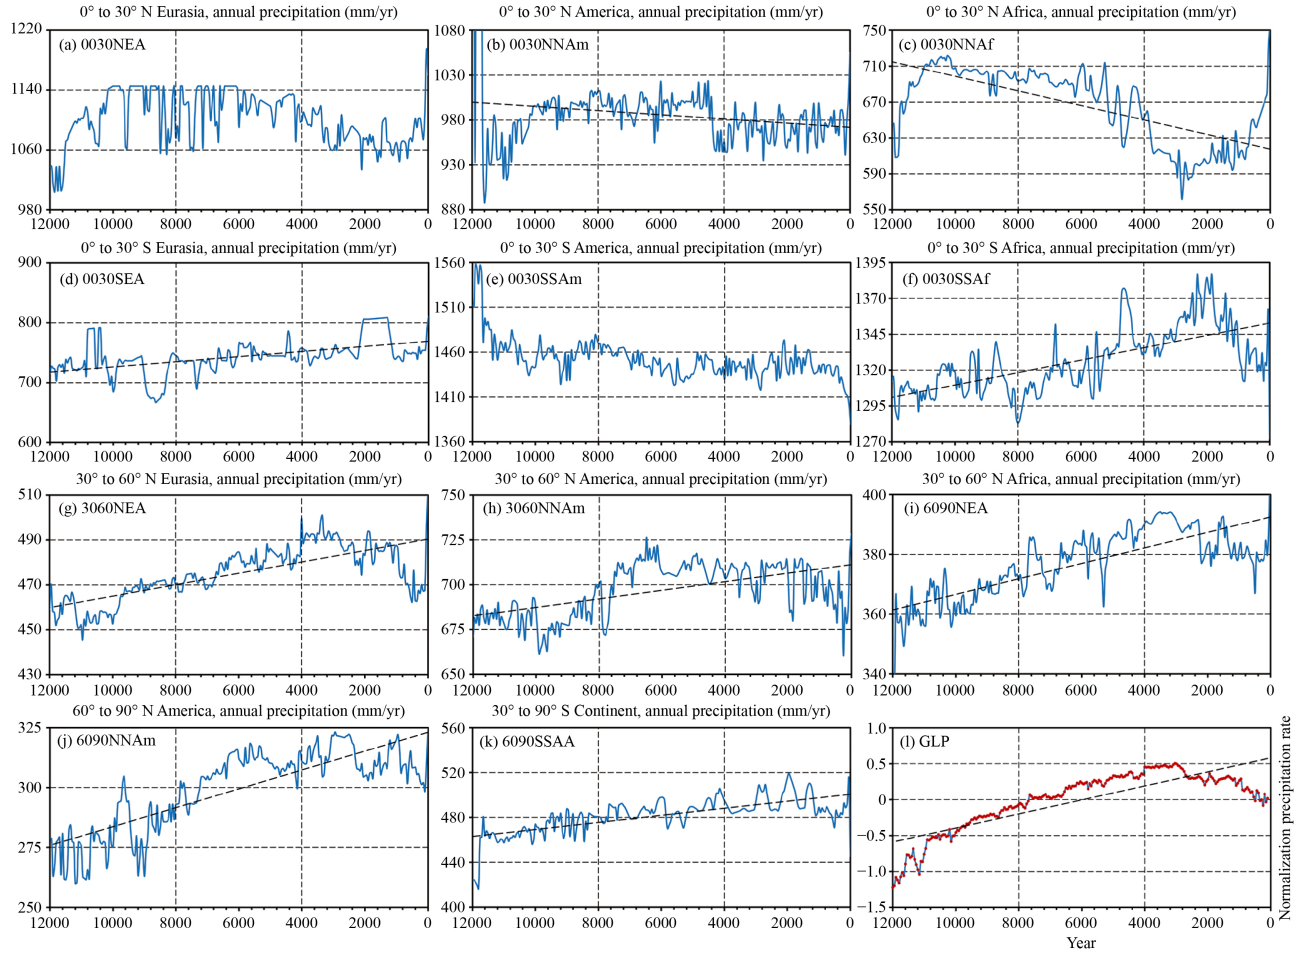 0° to 30° N Eurasia, annual precipitation (mm/yr)
1220
(a) 0030NEA
1140
1060
980
12000 10000 8000 6000 4000 2000 0
0° to 30° N America, annual precipitation (mm/yr)
1080
(b) 0030NNAm
1030
980
930
880
12000 10000 8000 6000 4000 2000 0
0° to 30° N Africa, annual precipitation (mm/yr)
750
(c) 0030NNAf
710
670
630
590
550
12000 10000 8000 6000 4000 2000 0
0° to 30° S Eurasia, annual precipitation (mm/yr)
900
(d) 0030SEA
800
700
600
12000 10000 8000 6000 4000 2000 0
0° to 30° S America, annual precipitation (mm/yr)
1560
(e) 0030SSAm
1510
1460
1410
1360
12000 10000 8000 6000 4000 2000 0
0° to 30° S Africa, annual precipitation (mm/yr)
1395
(f) 0030SSAf
1370
1345
1320
1295
1270
12000 10000 8000 6000 4000 2000 0
30° to 60° N Eurasia, annual precipitation (mm/yr)
510
(g) 3060NEA
490
470
450
430
12000 10000 8000 6000 4000 2000 0
30° to 60° N America, annual precipitation (mm/yr)
750
(h) 3060NNAm
725
700
675
650
12000 10000 8000 6000 4000 2000 0
30° to 60° N Africa, annual precipitation (mm/yr)
400
(i) 6090NEA
380
360
340
12000 10000 8000 6000 4000 2000 0
60° to 90° N America, annual precipitation (mm/yr)
325
(j) 6090NNAm
300
275
250
12000 10000 8000 6000 4000 2000 0
30° to 90° S Continent, annual precipitation (mm/yr)
560
(k) 6090SSAA
520
480
440
400
12000 10000 8000 6000 4000 2000 0
1.0
(l) GLP
0.5
0
−0.5
−1.0
−1.5
12000 10000 8000 6000 4000 2000 0
Year
Normalization precipitation rate